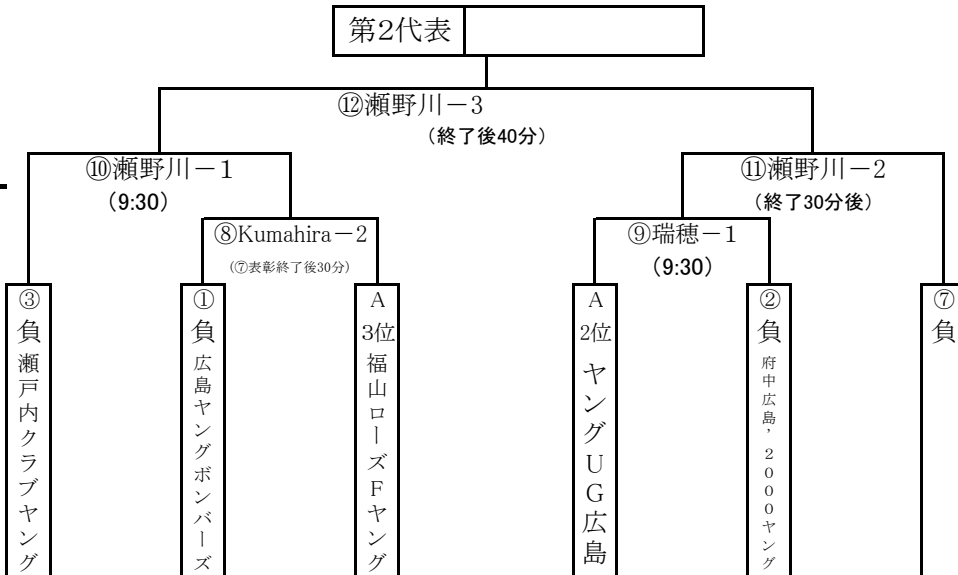 第2代表
⑫瀬野川－3
（終了後40分）
⑩瀬野川－1
（9:30）
⑪瀬野川－2
（終了30分後）
⑧Kumahira－2
（⑦表彰終了後30分）
⑨瑞穂－1
（9:30）
③負瀬戸内クラブヤング
①負広島ヤングボンバーズ
A3位福山ローズFヤング
A2位ヤングUG広島
②負府中広島，2000ヤング
⑦負